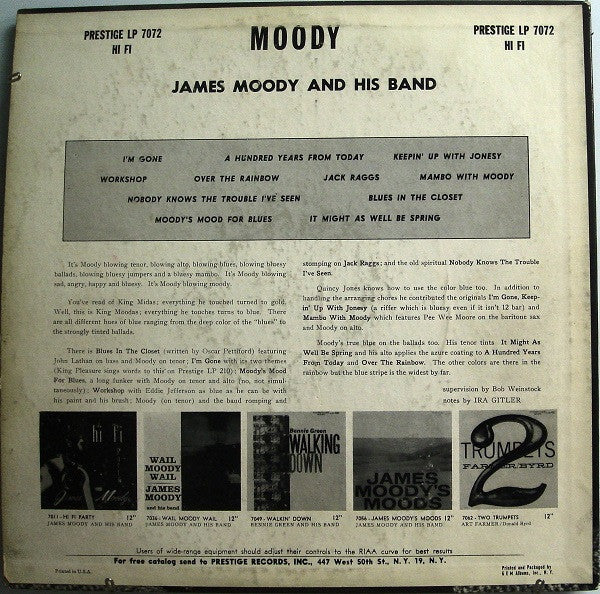 PRESTIGE LP 7072
HI FI
MOODY
PRESTIGE LP 7072
HI FI
JAMES MOODY AND HIS BAND
I'M GONE A HUNDRED YEARS FROM TODAY KEEPIN' UP WITH JONESY
WORKSHOP OVER THE RAINBOW JACK RAGGS MAMBO WITH MOODY
NOBODY KNOWS THE TROUBLE I'VE SEEN BLUES IN THE CLOSET
MOODY'S MOOD FOR BLUES IT MIGHT AS WELL BE SPRING
It's Moody blowing tenor, blowing alto, blowing blues, blowing bluesy
ballads, blowing bluesy jumpers and a bluesy mambo. It's Moody blowing
sad, angry, happy and bluesy. It's Moody blowing moody.
You've read of King Midas; everything he touched turned to gold.
Well, this is King Moodas; everything he touches turns to blue. There
are all different hues of blue ranging from the deep color of the "blues" to
the strongly tinted ballads.
There is Blues In The Closet (written by Oscar Pettiford) featuring
John Lathan on bass and Moody on tenor; I'm Gone with its two themes
(King Pleasure sings words to this on Prestige LP 210); Moody's Mood
For Blues, a long funker with Moody on tenor and alto (no, not simul-
taneously); Workshop with Eddie Jefferson as blue as he can be with
his paint and his brush; Moody (on tenor) and the band romping and
stomping on Jack Raggs; and the old spiritual Nobody Knows The Trouble
I've Seen.
Quincy Jones knows how to use the color blue too. In addition to
handling the arranging chores he contributed the originals I'm Gone, Keep-
in' Up With Jonesy (a riffer which is bluesy even if it isn't 12 bar) and
Mambo With Moody which features Pee Wee Moore on the baritone sax
and Moody on alto.
Moody's true blue on the ballads too. His tenor tints It Might As
Well Be Spring and his alto applies the azure coating to A Hundred Years
From Today and Over The Rainbow. The other colors are there in the
rainbow but the blue stripe is the widest by far.
supervision by Bob Weinstock
notes by IRA GITLER
hi fi
James Moody
WAIL
MOODY
WAIL
JAMES
MOODY
and his band
Bennie Green
WALKING
DOWN
JAMES
MOODY'S
MOODS
2
TRUMPETS
FARMER/BYRD
7011—HI FI PARTY 12"
JAMES MOODY AND HIS BAND
7036—WAIL MOODY WAIL 12"
JAMES MOODY AND HIS BAND
7049—WALKIN' DOWN 12"
BENNIE GREEN AND HIS BAND
7056—JAMES MOODY'S MOODS 12"
JAMES MOODY AND HIS BAND
7062—TWO TRUMPETS 12"
ART FARMER/Donald Byrd
Users of wide-range equipment should adjust their controls to the RIAA curve for best results
For free catalog send to PRESTIGE RECORDS, INC., 447 West 50th St., N. Y. 19, N. Y.
Printed in U.S.A.
Printed and Packaged by